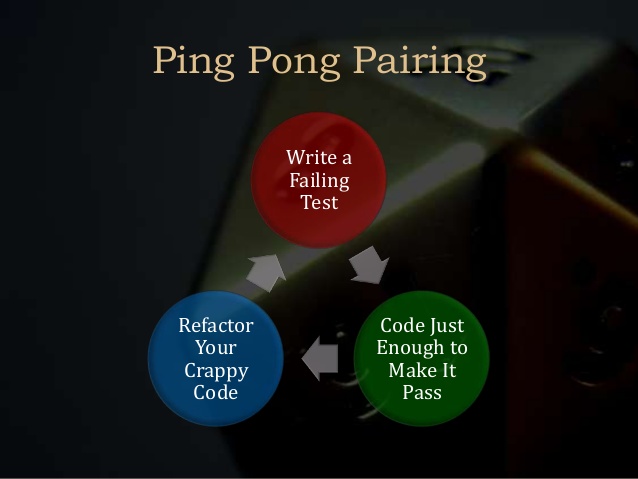 Ping Pong Pairing
Write a
Failing
Test
Code Just
Enough to
Make It
Pass
Refactor
Your
Crappy
Code